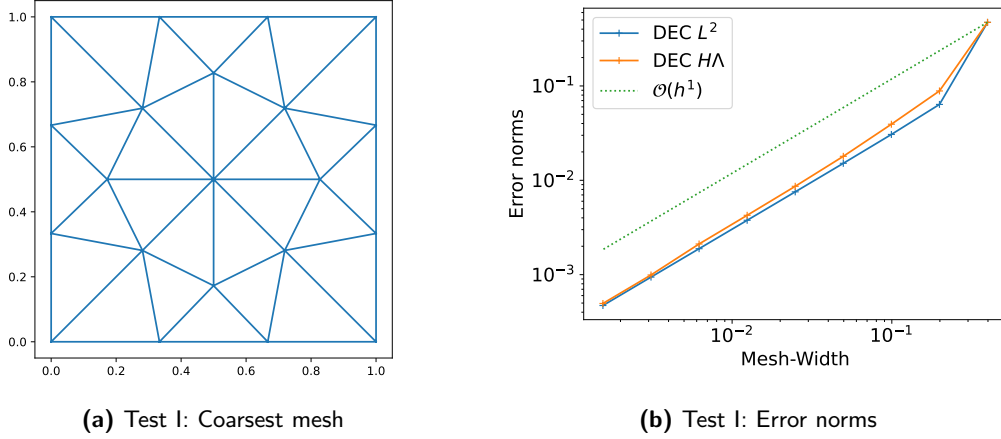 1.0
0.8
0.6
0.4
0.2
0.0
0.0 0.2 0.4 0.6 0.8 1.0
(a) Test I: Coarsest mesh
DEC L²
DEC HΛ
𝒪(h¹)
Error norms
10⁻¹
10⁻²
10⁻³
10⁻² 10⁻¹
Mesh-Width
(b) Test I: Error norms